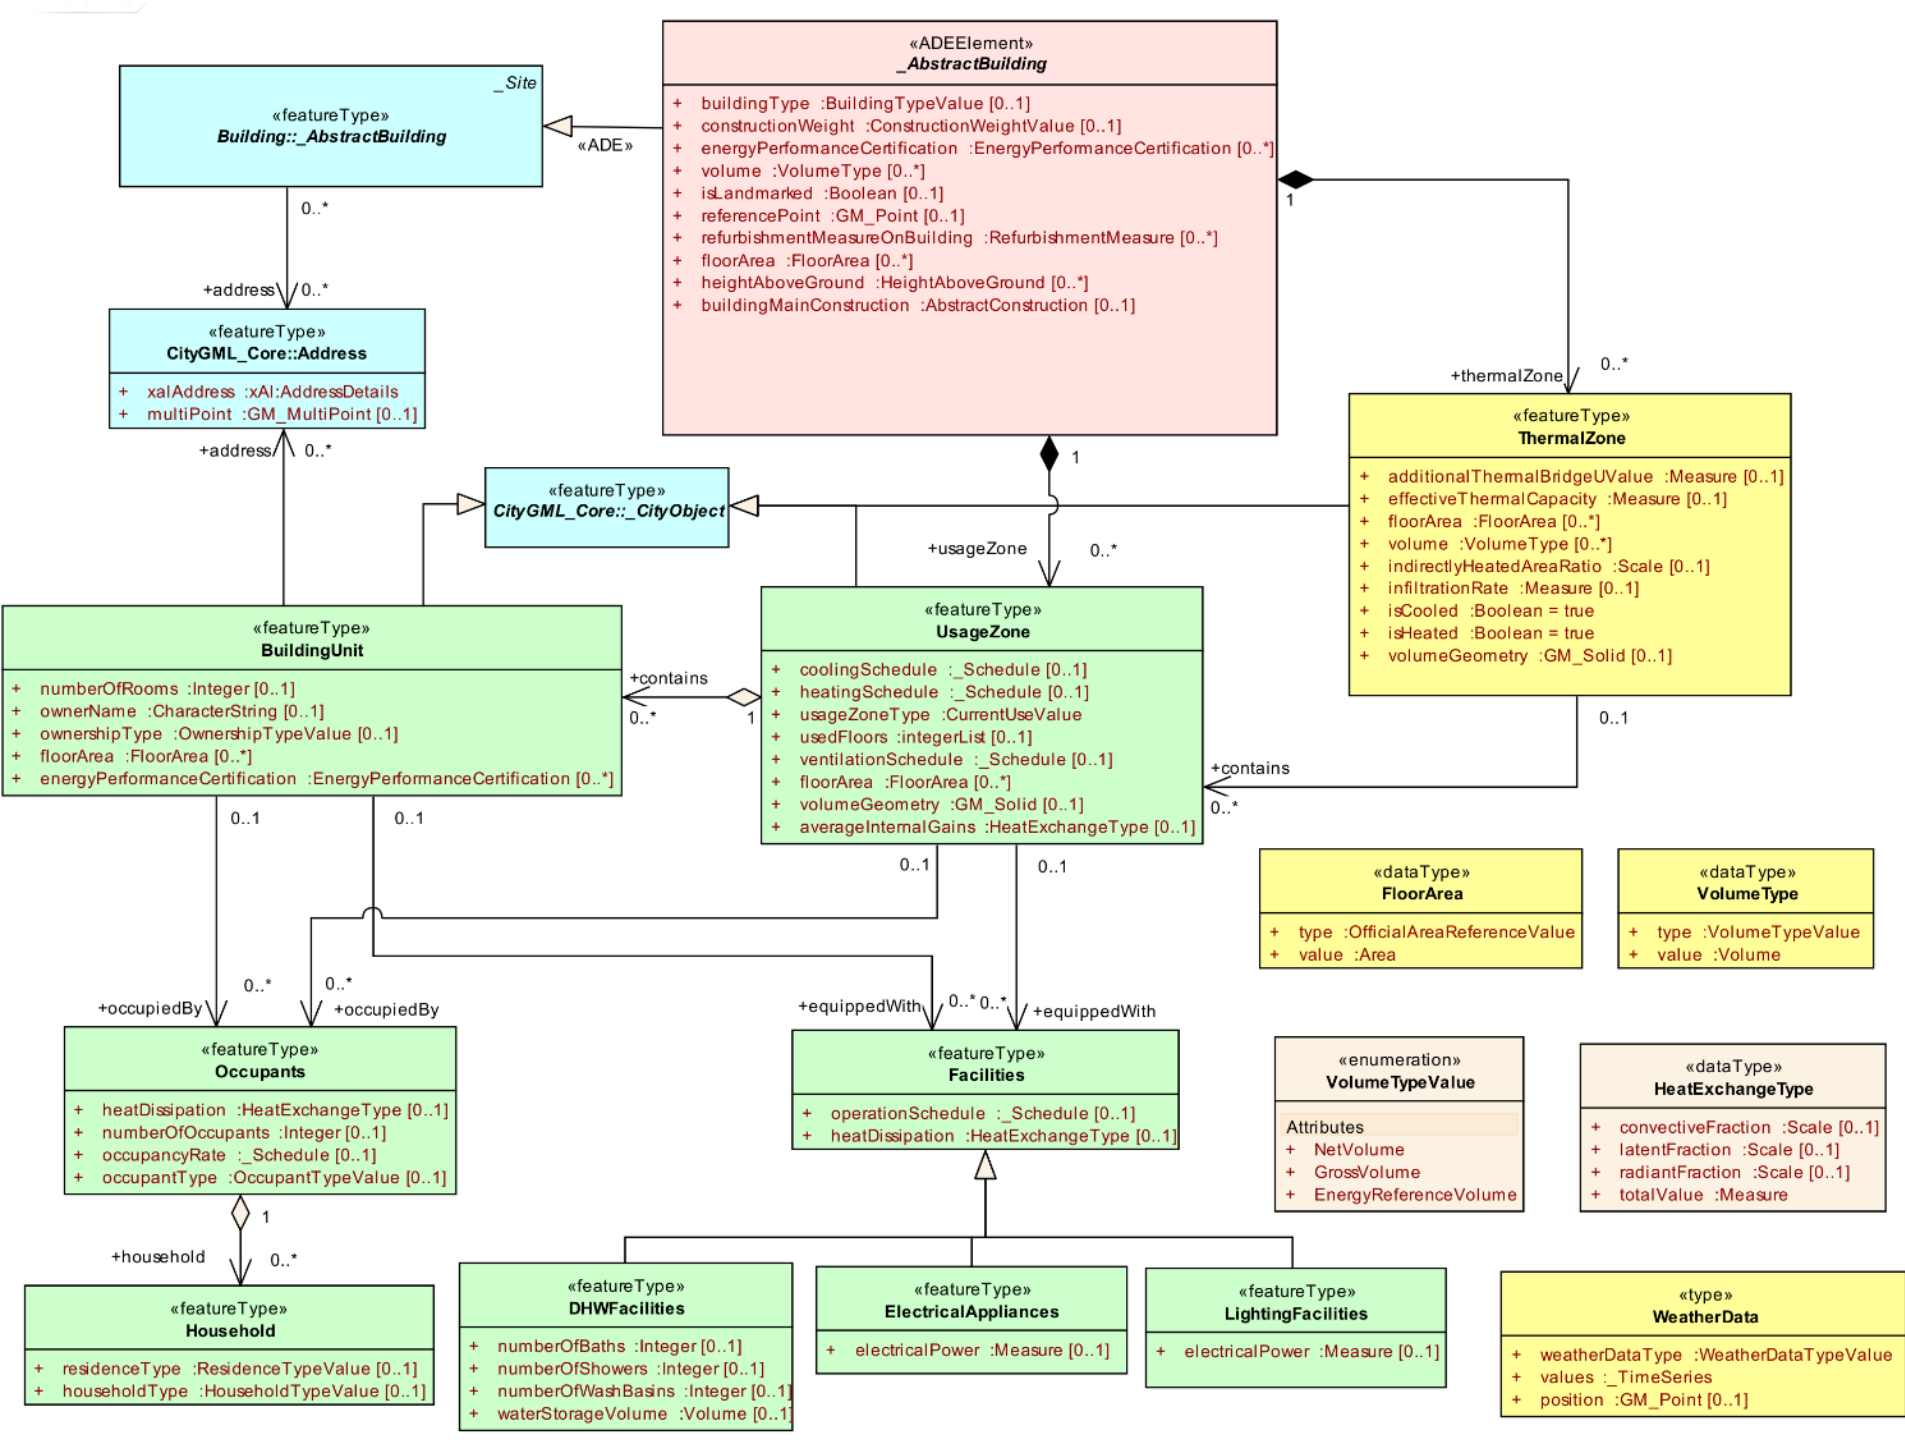 «ADEElement»
_AbstractBuilding
+ buildingType :BuildingTypeValue [0..1]
+ constructionWeight :ConstructionWeightValue [0..1]
+ energyPerformanceCertification :EnergyPerformanceCertification [0..*]
+ volume :VolumeType [0..*]
+ isLandmarked :Boolean [0..1]
+ referencePoint :GM_Point [0..1]
+ refurbishmentMeasureOnBuilding :RefurbishmentMeasure [0..*]
+ floorArea :FloorArea [0..*]
+ heightAboveGround :HeightAboveGround [0..*]
+ buildingMainConstruction :AbstractConstruction [0..1]
_Site
«featureType»
Building::_AbstractBuilding
«ADE»
0..*
+address
0..*
1
«featureType»
CityGML_Core::Address
+ xalAddress :xAl:AddressDetails
+ multiPoint :GM_MultiPoint [0..1]
+address
0..*
0..*
+thermalZone
«featureType»
ThermalZone
+ additionalThermalBridgeUValue :Measure [0..1]
+ effectiveThermalCapacity :Measure [0..1]
+ floorArea :FloorArea [0..*]
+ volume :VolumeType [0..*]
+ indirectlyHeatedAreaRatio :Scale [0..1]
+ infiltrationRate :Measure [0..1]
+ isCooled :Boolean = true
+ isHeated :Boolean = true
+ volumeGeometry :GM_Solid [0..1]
1
«featureType»
CityGML_Core::_CityObject
+usageZone
0..*
«featureType»
BuildingUnit
+ numberOfRooms :Integer [0..1]
+ ownerName :CharacterString [0..1]
+ ownershipType :OwnershipTypeValue [0..1]
+ floorArea :FloorArea [0..*]
+ energyPerformanceCertification :EnergyPerformanceCertification [0..*]
+contains
0..*
1
«featureType»
UsageZone
+ coolingSchedule :_Schedule [0..1]
+ heatingSchedule :_Schedule [0..1]
+ usageZoneType :CurrentUseValue
+ usedFloors :integerList [0..1]
+ ventilationSchedule :_Schedule [0..1]
+ floorArea :FloorArea [0..*]
+ volumeGeometry :GM_Solid [0..1]
+ averageInternalGains :HeatExchangeType [0..1]
0..1
+contains
0..*
0..1
0..1
0..1
0..1
«dataType»
FloorArea
+ type :OfficialAreaReferenceValue
+ value :Area
«dataType»
VolumeType
+ type :VolumeTypeValue
+ value :Volume
0..*
+occupiedBy
0..*
+occupiedBy
+equippedWith
0..*
0..*
+equippedWith
«featureType»
Occupants
+ heatDissipation :HeatExchangeType [0..1]
+ numberOfOccupants :Integer [0..1]
+ occupancyRate :_Schedule [0..1]
+ occupantType :OccupantTypeValue [0..1]
«featureType»
Facilities
+ operationSchedule :_Schedule [0..1]
+ heatDissipation :HeatExchangeType [0..1]
«enumeration»
VolumeTypeValue
Attributes
+ NetVolume
+ GrossVolume
+ EnergyReferenceVolume
«dataType»
HeatExchangeType
+ convectiveFraction :Scale [0..1]
+ latentFraction :Scale [0..1]
+ radiantFraction :Scale [0..1]
+ totalValue :Measure
1
+household
0..*
«featureType»
Household
+ residenceType :ResidenceTypeValue [0..1]
+ householdType :HouseholdTypeValue [0..1]
«featureType»
DHWFacilities
+ numberOfBaths :Integer [0..1]
+ numberOfShowers :Integer [0..1]
+ numberOfWashBasins :Integer [0..1]
+ waterStorageVolume :Volume [0..1]
«featureType»
ElectricalAppliances
+ electricalPower :Measure [0..1]
«featureType»
LightingFacilities
+ electricalPower :Measure [0..1]
«type»
WeatherData
+ weatherDataType :WeatherDataTypeValue
+ values :_TimeSeries
+ position :GM_Point [0..1]